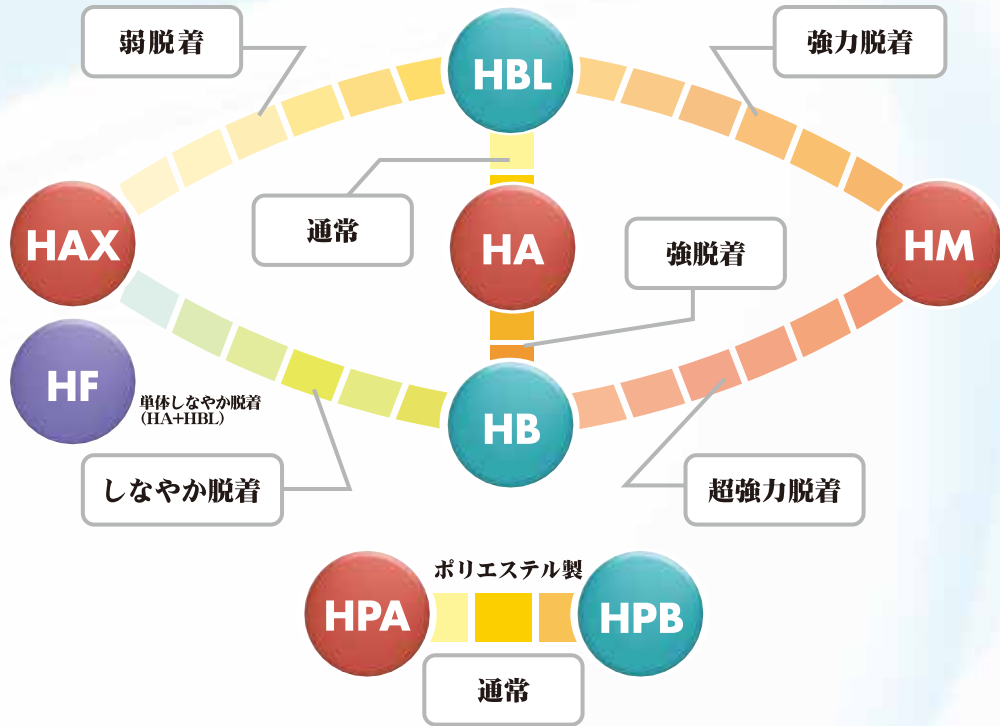 弱脱着
HBL
強力脱着
通常
HAX
HA
強脱着
HM
HF
単体しなやか脱着
(HA+HBL)
HB
しなやか脱着
超強力脱着
ポリエステル製
HPA
HPB
通常